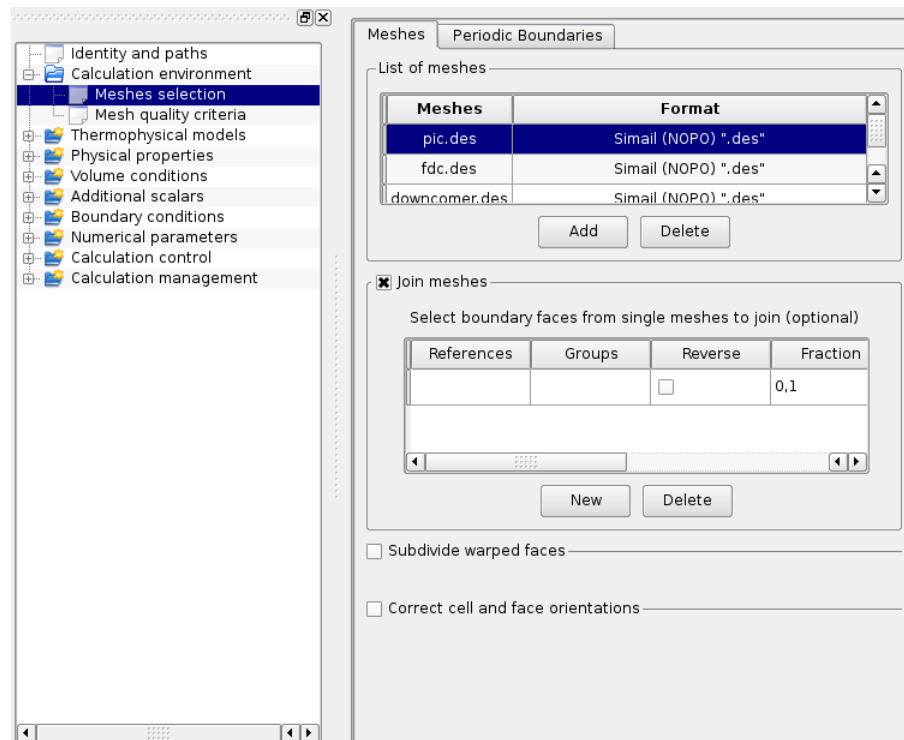 Identity and paths
Calculation environment
Meshes selection
Mesh quality criteria
Thermophysical models
Physical properties
Volume conditions
Additional scalars
Boundary conditions
Numerical parameters
Calculation control
Calculation management
Meshes Periodic Boundaries
List of meshes
Meshes Format
pic.des Simail (NOPO) ".des"
fdc.des Simail (NOPO) ".des"
downcomer.des Simail (NOPO) ".des"
Add Delete
Join meshes
Select boundary faces from single meshes to join (optional)
References Groups Reverse Fraction
0,1
New Delete
Subdivide warped faces
Correct cell and face orientations